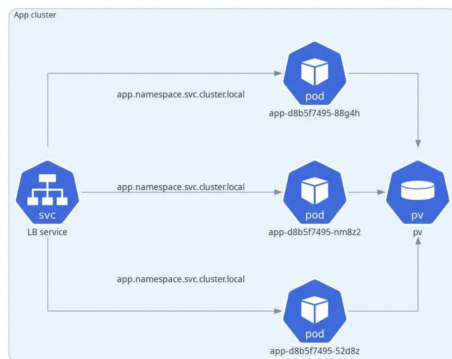 App cluster
pod
app.namespace.svc.cluster.local
app-d8b5f7495-88g4h
svc
app.namespace.svc.cluster.local
pod
pv
LB service
app-d8b5f7495-nm8z2
pv
app.namespace.svc.cluster.local
pod
app-d8b5f7495-52d8z